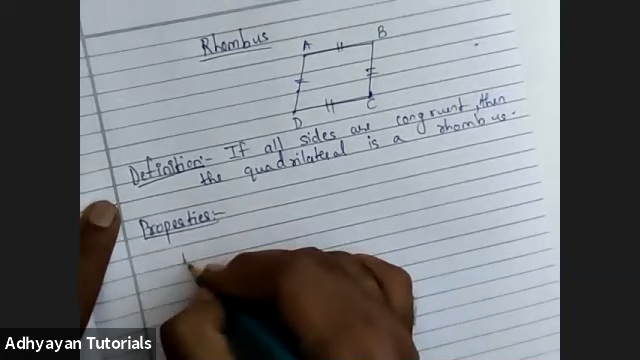 Rhombus
A B
D C
Definition:- If all sides are congruent, then
the quadrilateral is a rhombus.
Properties:-
Adhyayan Tutorials